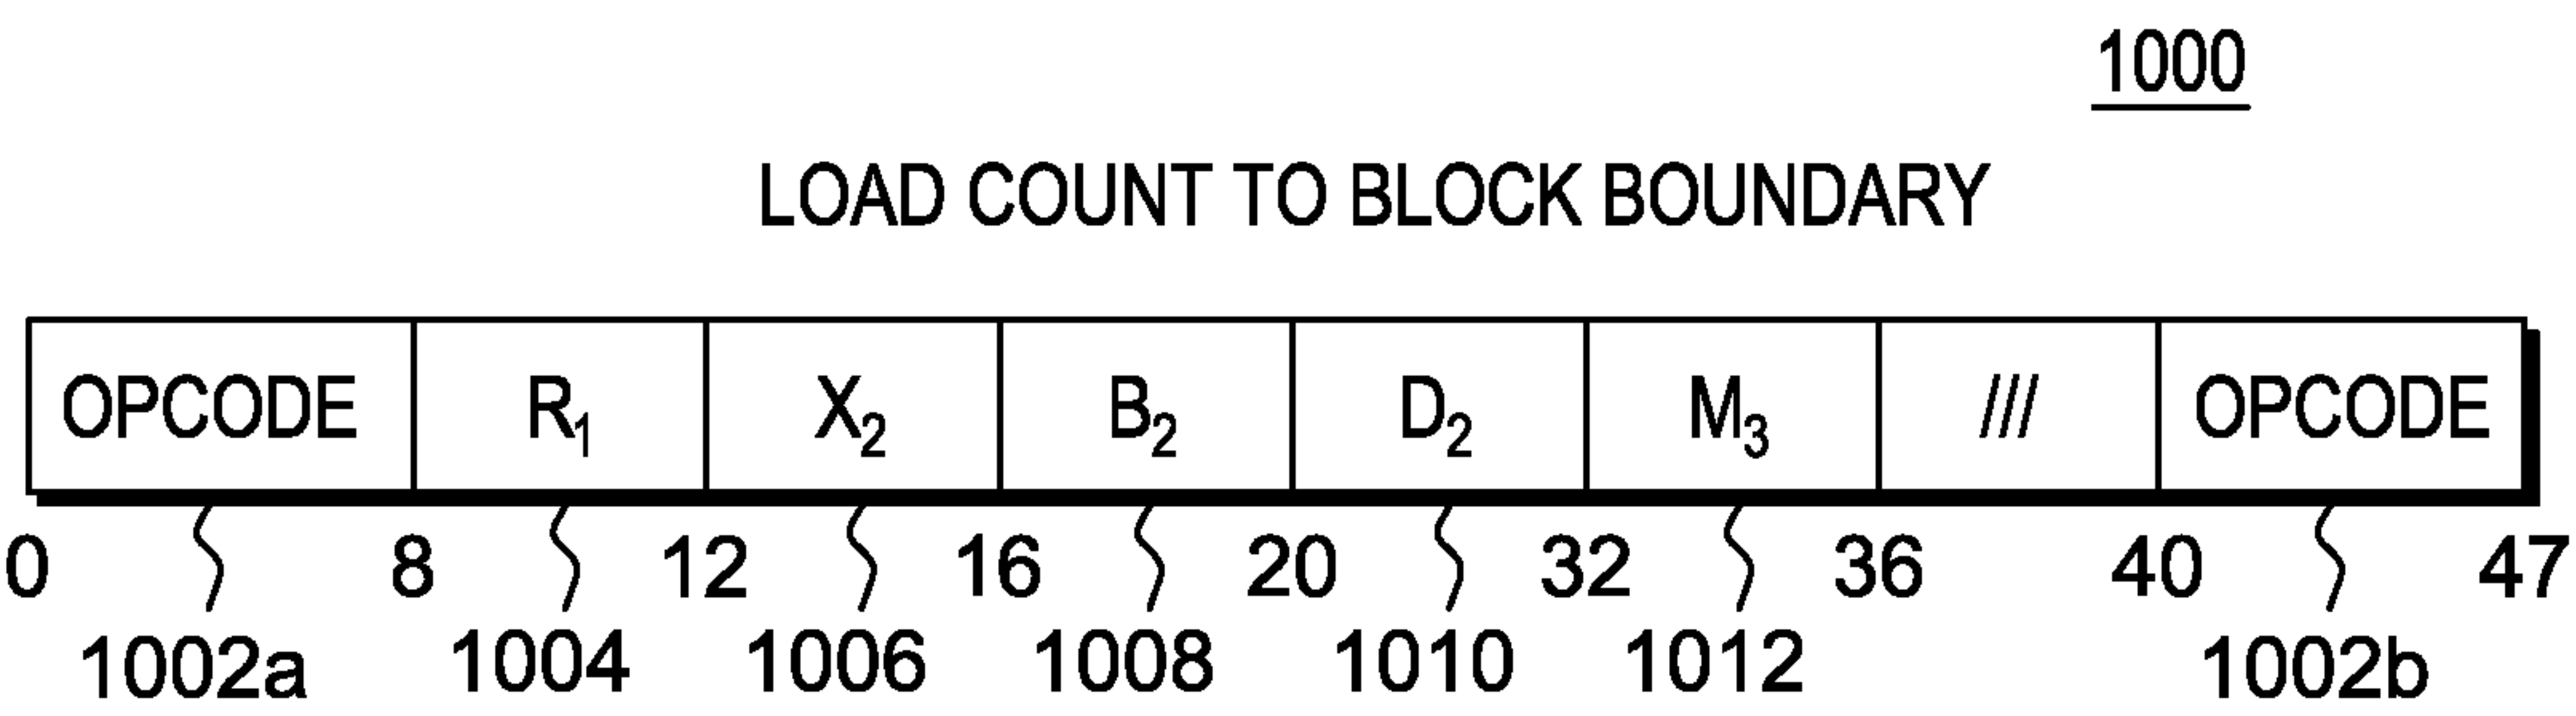 1000
LOAD COUNT TO BLOCK BOUNDARY
OPCODE R₁ X₂ B₂ D₂ M₃ /// OPCODE
0 8 12 16 20 32 36 40 47
1002a 1004 1006 1008 1010 1012 1002b